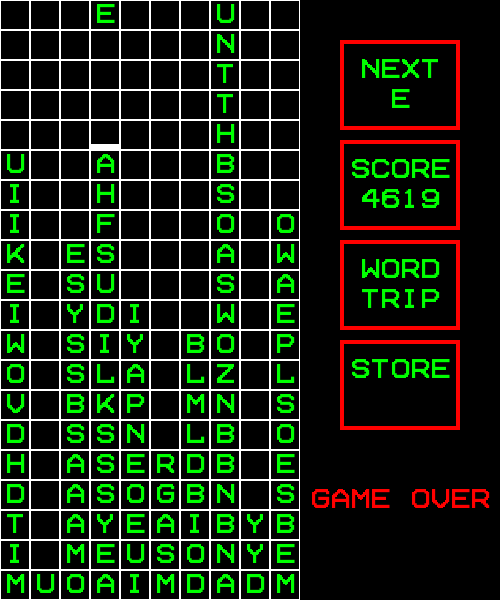 E U
N
T
T
H
U A B
I H S
I F O O
K E S A W
E S U S A
I Y D I W E
W S I Y B O P
O S L A L Z L
V B K P M N S
D S S N L B O
H A S E R D B E
D A S O G B N S
T A Y E A I B Y B
I M E U S O N Y E
M U O A I M D A D M
NEXT
E
SCORE
4619
WORD
TRIP
STORE
GAME OVER